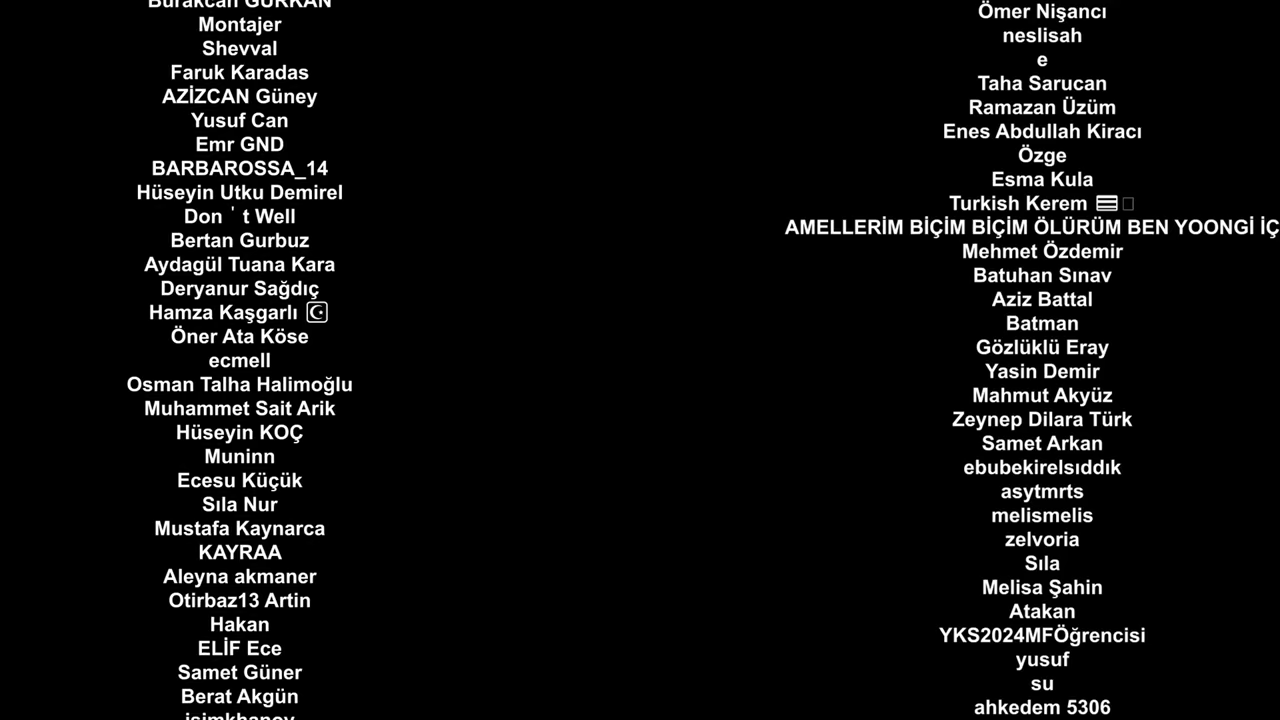 Burakcan GÜRKAN
Montajer
Shevval
Faruk Karadas
AZİZCAN Güney
Yusuf Can
Emr GND
BARBAROSSA_14
Hüseyin Utku Demirel
Don ' t Well
Bertan Gurbuz
Aydagül Tuana Kara
Deryanur Sağdıç
Hamza Kaşgarlı ☪
Öner Ata Köse
ecmell
Osman Talha Halimoğlu
Muhammet Sait Arik
Hüseyin KOÇ
Muninn
Ecesu Küçük
Sıla Nur
Mustafa Kaynarca
KAYRAA
Aleyna akmaner
Otirbaz13 Artin
Hakan
ELİF Ece
Samet Güner
Berat Akgün
Ömer Nişancı
neslisah
e
Taha Sarucan
Ramazan Üzüm
Enes Abdullah Kiracı
Özge
Esma Kula
Turkish Kerem
AMELLERİM BİÇİM BİÇİM ÖLÜRÜM BEN YOONGİ İÇ
Mehmet Özdemir
Batuhan Sınav
Aziz Battal
Batman
Gözlüklü Eray
Yasin Demir
Mahmut Akyüz
Zeynep Dilara Türk
Samet Arkan
ebubekirelsıddık
asytmrts
melismelis
zelvoria
Sıla
Melisa Şahin
Atakan
YKS2024MFÖğrencisi
yusuf
su
ahkedem 5306